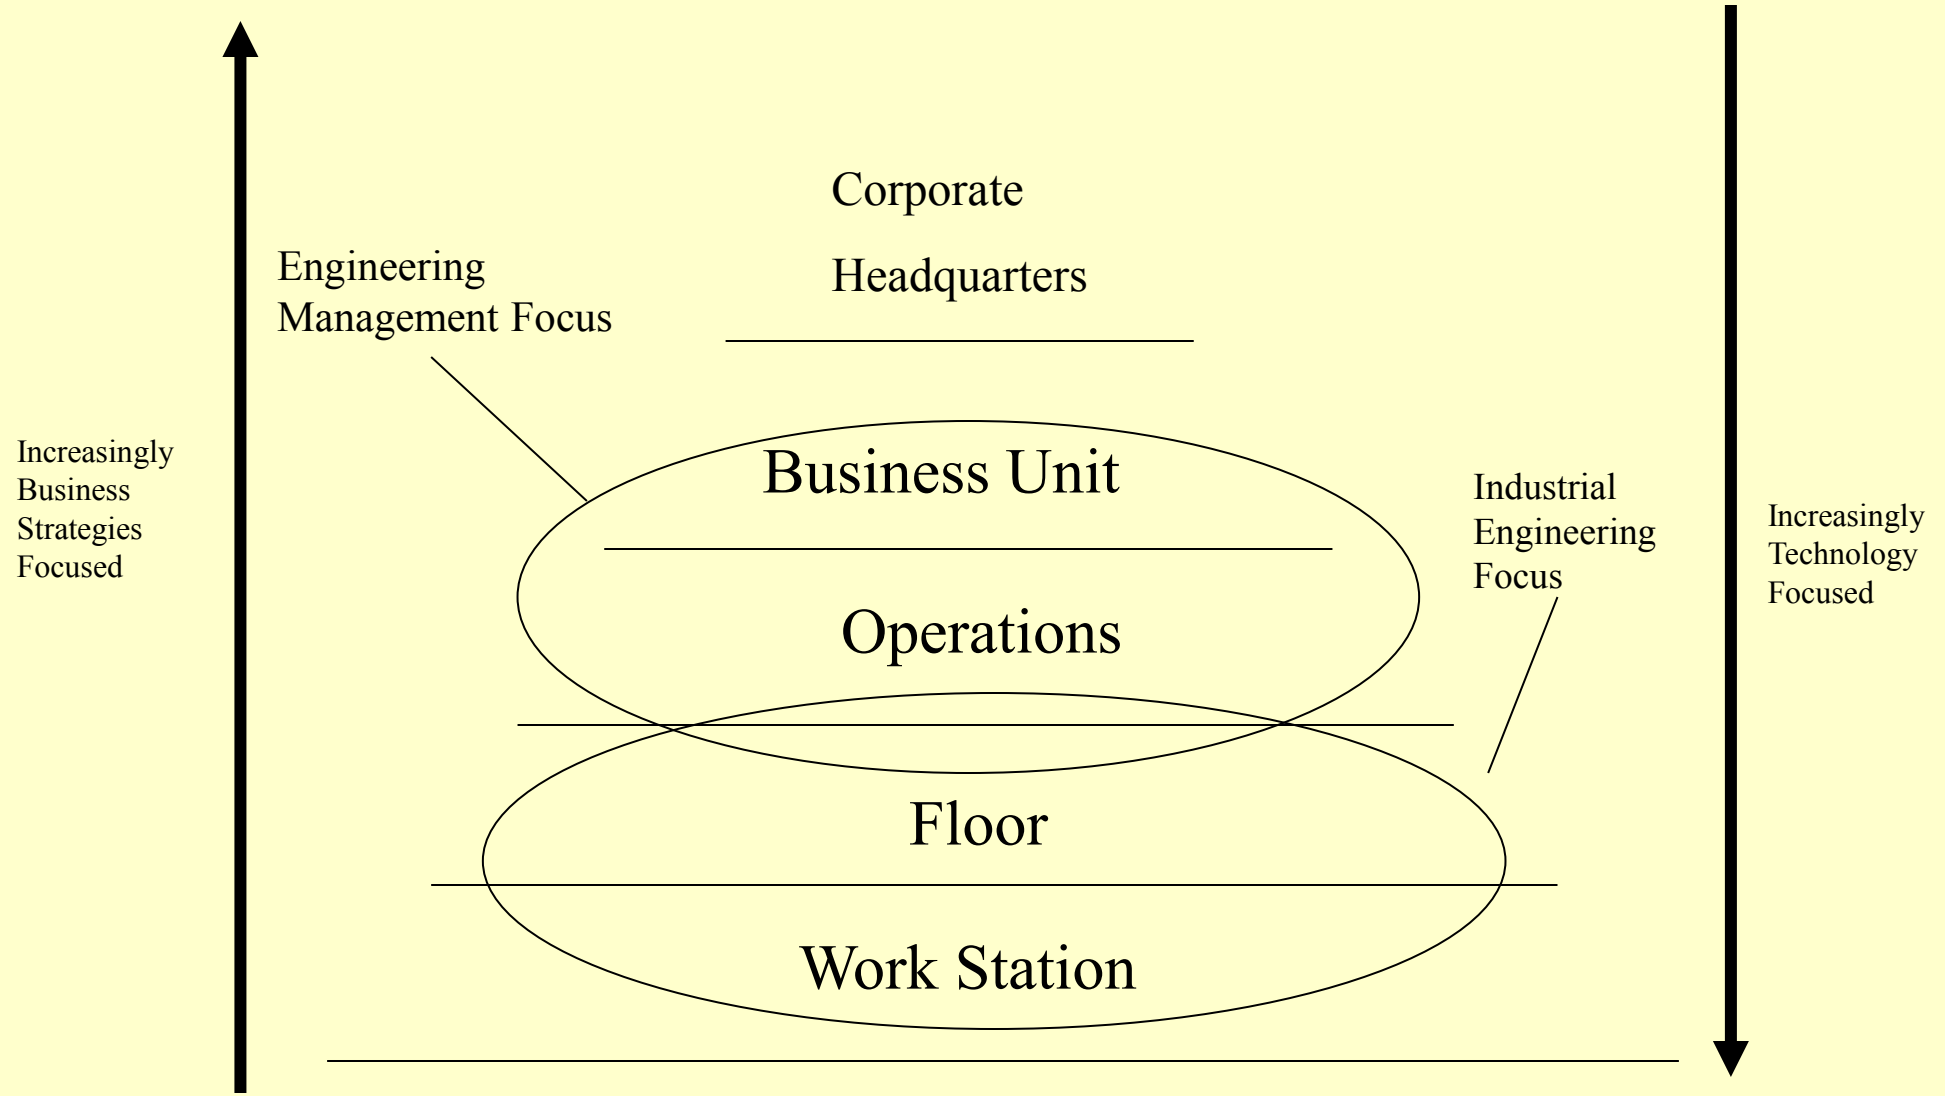 Corporate
Headquarters
Engineering
Management Focus
Increasingly
Business
Strategies
Focused
Business Unit
Industrial
Engineering
Focus
Increasingly
Technology
Focused
Operations
Floor
Work Station